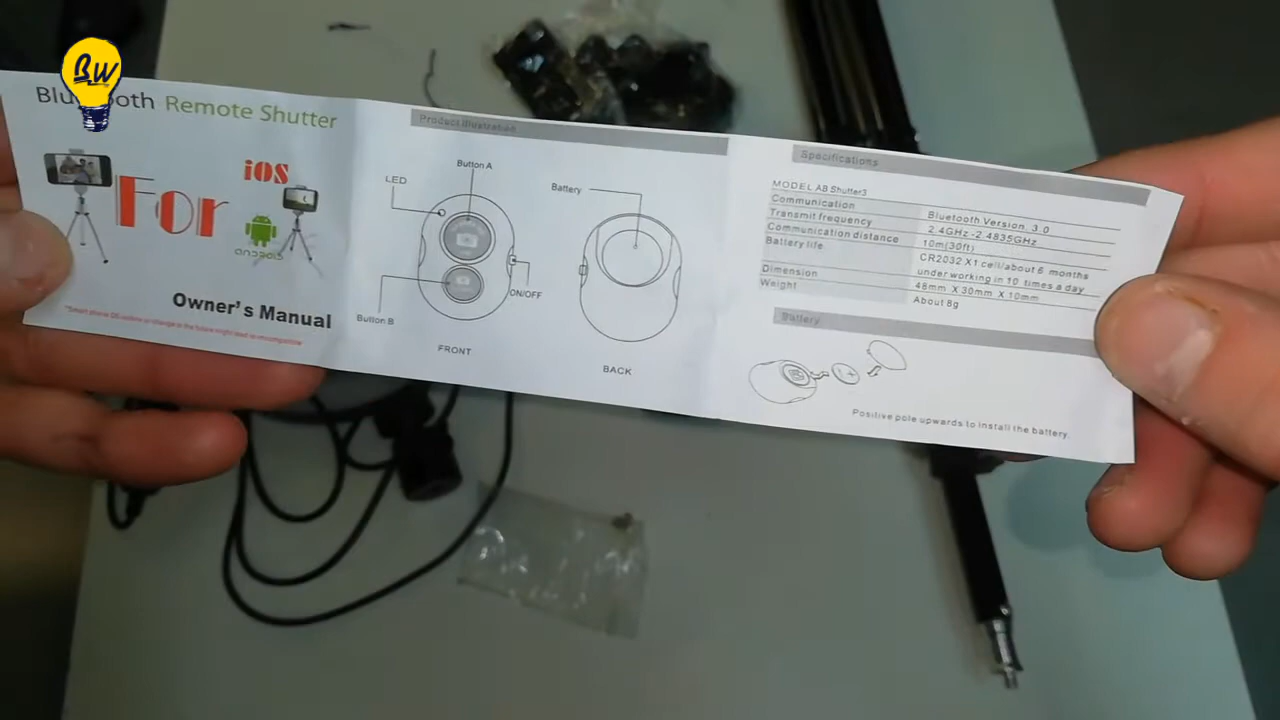 BW
Bluetooth Remote Shutter
For
iOS
ANDROID
Owner's Manual
Product Illustration
LED
Button A
Button B
ON/OFF
FRONT
Battery
BACK
Specifications
MODEL AB Shutter3
Communication Bluetooth Version 3.0
Transmit frequency 2.4GHz-2.4835GHz
Communication distance 10m(30ft)
Battery life CR2032 X1 cell/about 6 months
under working in 10 times a day
Dimension 48mm X 30mm X 10mm
Weight About 8g
Battery
Positive pole upwards to install the battery.